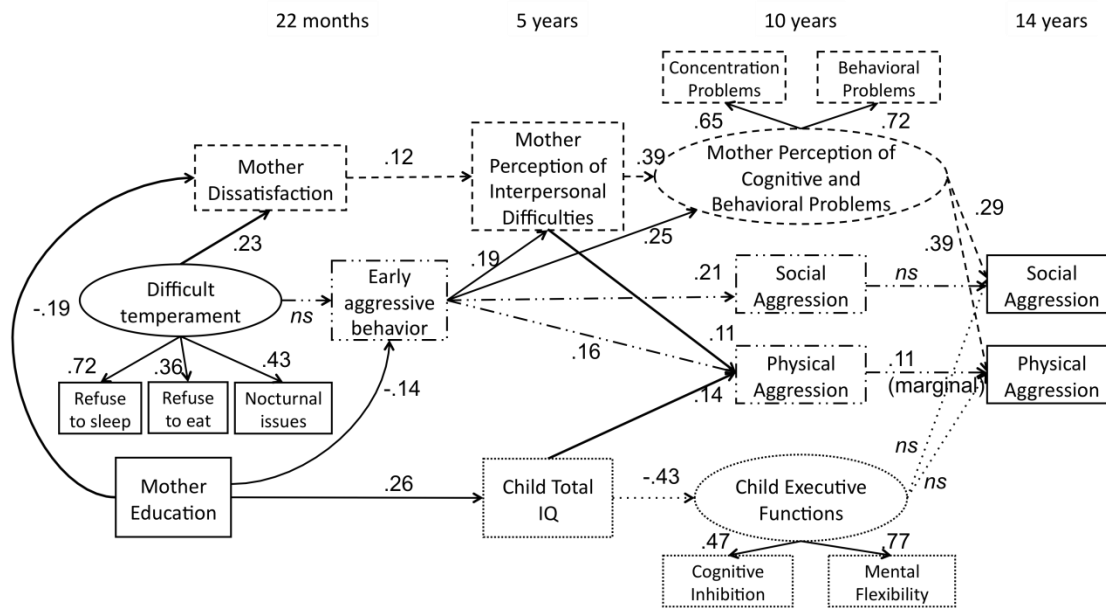 22 months 5 years 10 years 14 years
Concentration
Problems
Behavioral
Problems
.65 .72
Mother
Dissatisfaction
.12
Mother
Perception of
Interpersonal
Difficulties
.39
Mother Perception of
Cognitive and
Behavioral Problems
.29
.39
.23
.19
.25
-.19
Difficult
temperament
ns
Early
aggressive
behavior
.21
Social
Aggression
ns
Social
Aggression
.16
.11
Physical
Aggression
.11
(marginal)
Physical
Aggression
.72 .36 .43
Refuse
to sleep
Refuse
to eat
Nocturnal
issues
-.14
.14
ns
ns
Mother
Education
.26
Child Total
IQ
-.43
Child Executive
Functions
.47 .77
Cognitive
Inhibition
Mental
Flexibility